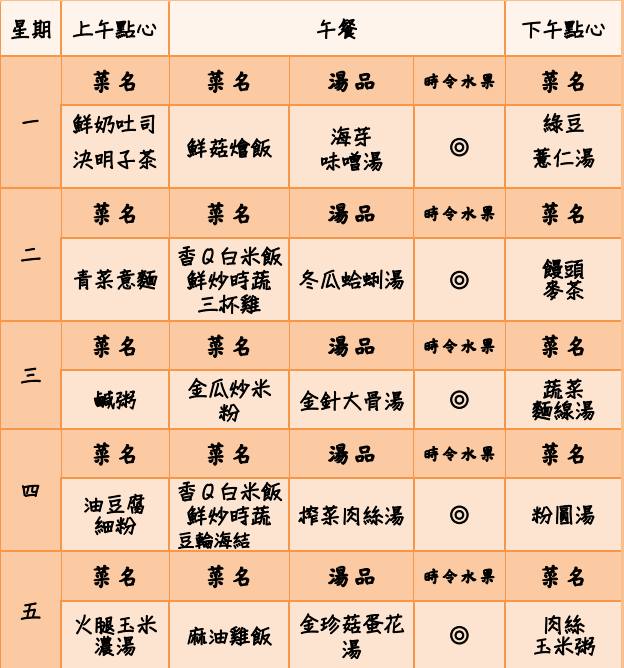 星期 上午點心 午餐 下午點心
一
菜名 菜名 湯品 時令水果 菜名
鮮奶吐司
決明子茶
鮮菇燴飯
海芽
味噌湯
◎
綠豆
薏仁湯
二
菜名 菜名 湯品 時令水果 菜名
青菜意麵
香Q白米飯
鮮炒時蔬
三杯雞
冬瓜蛤蜊湯
◎
饅頭
麥茶
三
菜名 菜名 湯品 時令水果 菜名
鹹粥
金瓜炒米
粉
金針大骨湯
◎
蔬菜
麵線湯
四
菜名 菜名 湯品 時令水果 菜名
油豆腐
細粉
香Q白米飯
鮮炒時蔬
豆輪海結
榨菜肉絲湯
◎
粉圓湯
五
菜名 菜名 湯品 時令水果 菜名
火腿玉米
濃湯
麻油雞飯
金珍菇蛋花
湯
◎
肉絲
玉米粥